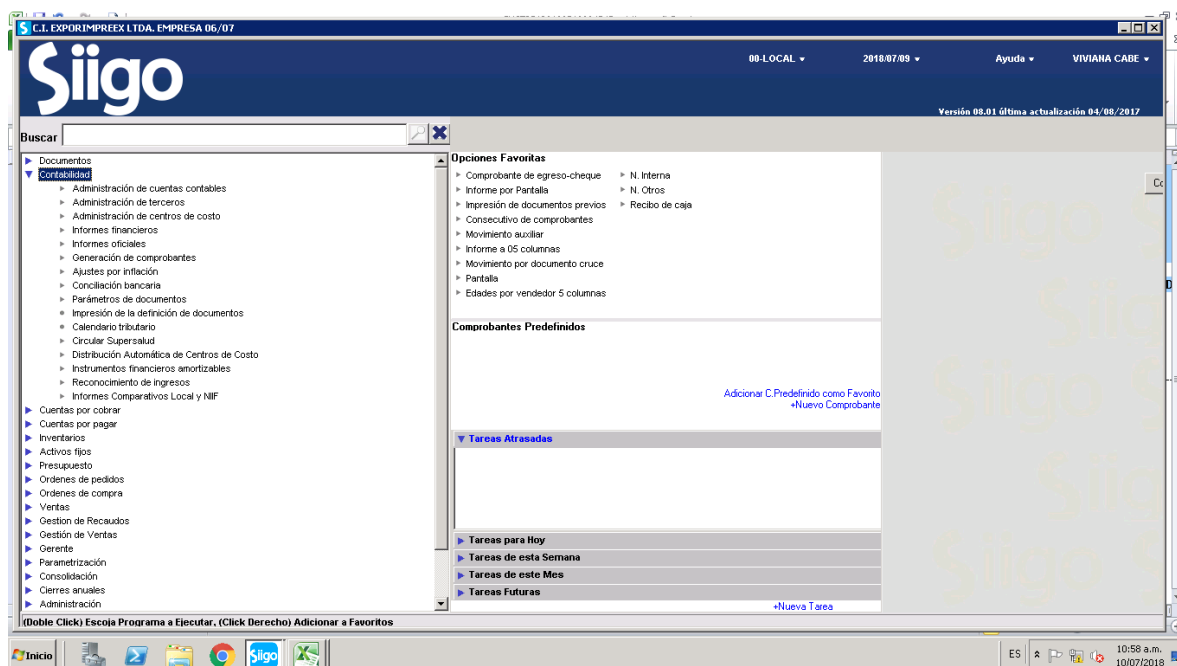 C.I. EXPORIMPREEX LTDA. EMPRESA 06/07
Siigo
00-LOCAL
2018/07/09
Ayuda
VIVIANA CABE
Versión 08.01 última actualización 04/08/2017
Buscar
Documentos
Contabilidad
Administración de cuentas contables
Administración de terceros
Administración de centros de costo
Informes financieros
Informes oficiales
Generación de comprobantes
Ajustes por inflación
Conciliación bancaria
Parámetros de documentos
Impresión de la definición de documentos
Calendario tributario
Circular Supersalud
Distribución Automática de Centros de Costo
Instrumentos financieros amortizables
Reconocimiento de ingresos
Informes Comparativos Local y NIIF
Cuentas por cobrar
Cuentas por pagar
Inventarios
Activos fijos
Presupuesto
Ordenes de pedidos
Ordenes de compra
Ventas
Gestion de Recaudos
Gestión de Ventas
Gerente
Parametrización
Consolidación
Cierres anuales
Administración
Opciones Favoritas
Comprobante de egreso-cheque
Informe por Pantalla
Impresión de documentos previos
Consecutivo de comprobantes
Movimiento auxiliar
Informe a 05 columnas
Movimiento por documento cruce
Pantalla
Edades por vendedor 5 columnas
N. Interna
N. Otros
Recibo de caja
Comprobantes Predefinidos
Adicionar C.Predefinido como Favorito
+Nuevo Comprobante
Tareas Atrasadas
Tareas para Hoy
Tareas de esta Semana
Tareas de este Mes
Tareas Futuras
+Nueva Tarea
(Doble Click) Escoja Programa a Ejecutar, (Click Derecho) Adicionar a Favoritos
Inicio
Siigo
ES
10:58 a.m.
10/07/2018